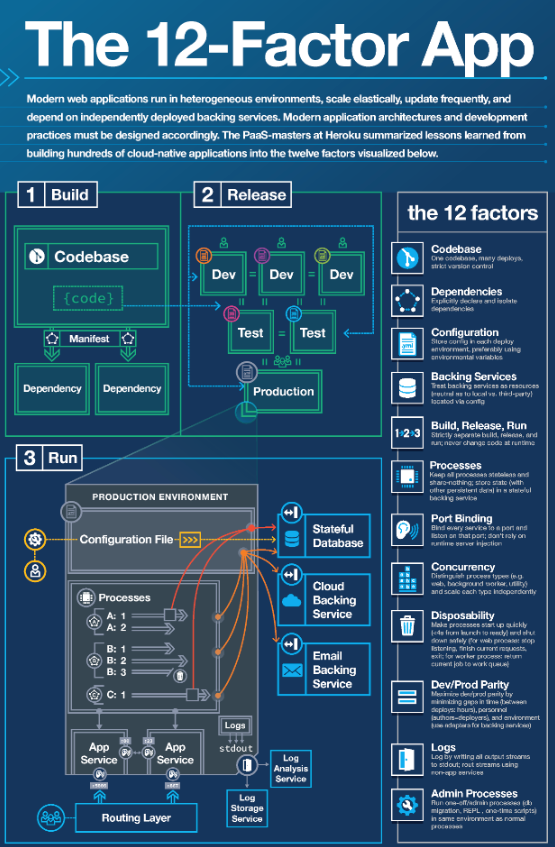 The 12-Factor App
Modern web applications run in heterogeneous environments, scale elastically, update frequently, and
depend on independently deployed backing services. Modern application architectures and development
practices must be designed accordingly. The PaaS-masters at Heroku summarized lessons learned from
building hundreds of cloud-native applications into the twelve factors visualized below.
1 Build
Codebase
{code}
Manifest
Dependency
Dependency
2 Release
Dev = Dev = Dev
Test = Test
Production
3 Run
PRODUCTION ENVIRONMENT
Configuration File >>>
Processes
A: 1
A: 2
B: 1
B: 2
B: 3
C: 1
Stateful
Database
Cloud
Backing
Service
Email
Backing
Service
App
Service
App
Service
Logs
stdout
Log
Analysis
Service
Log
Storage
Service
Routing Layer
the 12 factors
Codebase
One codebase, many deploys,
strict version control
Dependencies
Explicitly declare and isolate
dependencies
Configuration
Store config in each deploy
environment, preferably using
environmental variables
Backing Services
Treat backing services as resources
(neutral as to local vs. third-party)
located via config
1>2>3
Build, Release, Run
Strictly separate build, release, and
run; never change code at runtime
Processes
Keep all processes stateless and
share-nothing; store state (with
other persistent data) in a stateful
backing service
Port Binding
Bind every service to a port and
listen on that port; don't rely on
runtime server injection
Concurrency
Distinguish process types (e.g.
web, background worker, utility)
and scale each type independently
Disposability
Make processes start up quickly
(<4s from launch to ready) and shut
down safely (for web process: stop
listening, finish current requests,
exit; for worker process: return
current job to work queue)
Dev/Prod Parity
Maximize dev/prod parity by
minimizing gaps in time (between
deploys: hours), personnel
(authors=deployers), and environment
(use adapters for backing services)
Logs
Log by writing all output streams
to stdout; rout streams using
non-app services
Admin Processes
Run one-off/admin processes (db
migration, REPL, one-time scripts)
in same environment as normal
processes